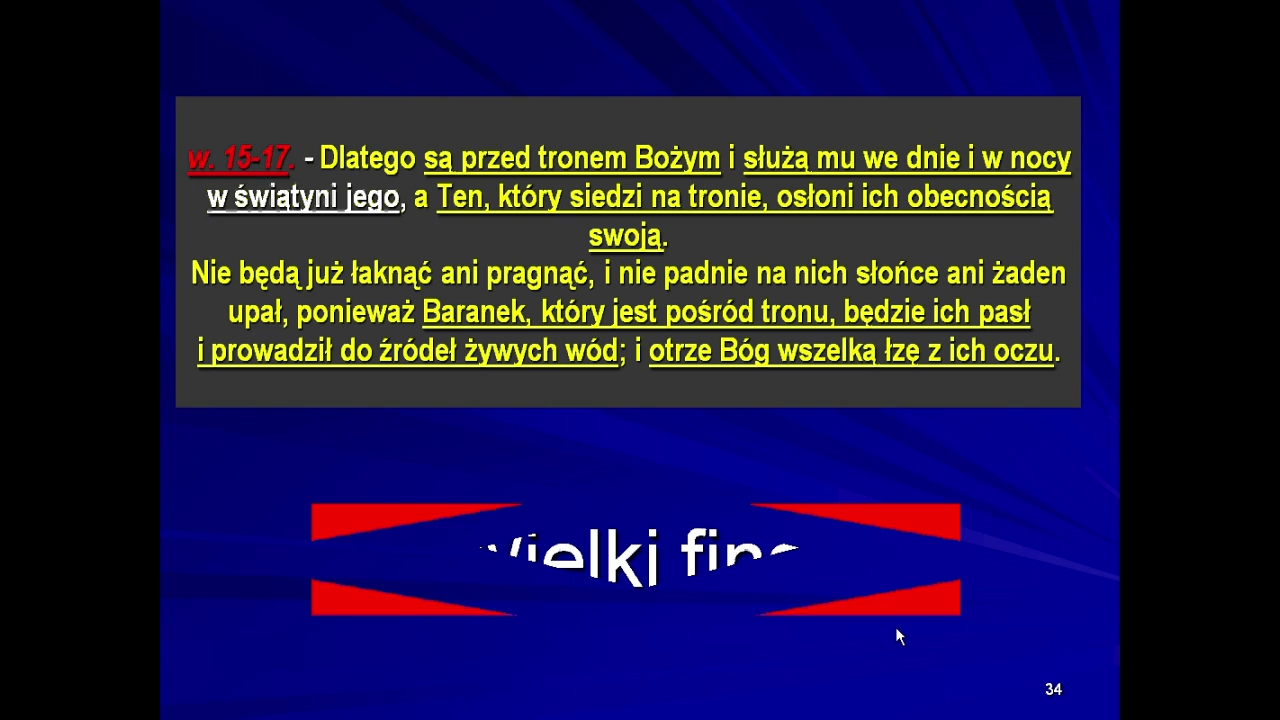 w. 15-17. - Dlatego są przed tronem Bożym i służą mu we dnie i w nocy
w świątyni jego, a Ten, który siedzi na tronie, osłoni ich obecnością
swoją.
Nie będą już łaknąć ani pragnąć, i nie padnie na nich słońce ani żaden
upał, ponieważ Baranek, który jest pośród tronu, będzie ich pasł
i prowadził do źródeł żywych wód; i otrze Bóg wszelką łzę z ich oczu.
34